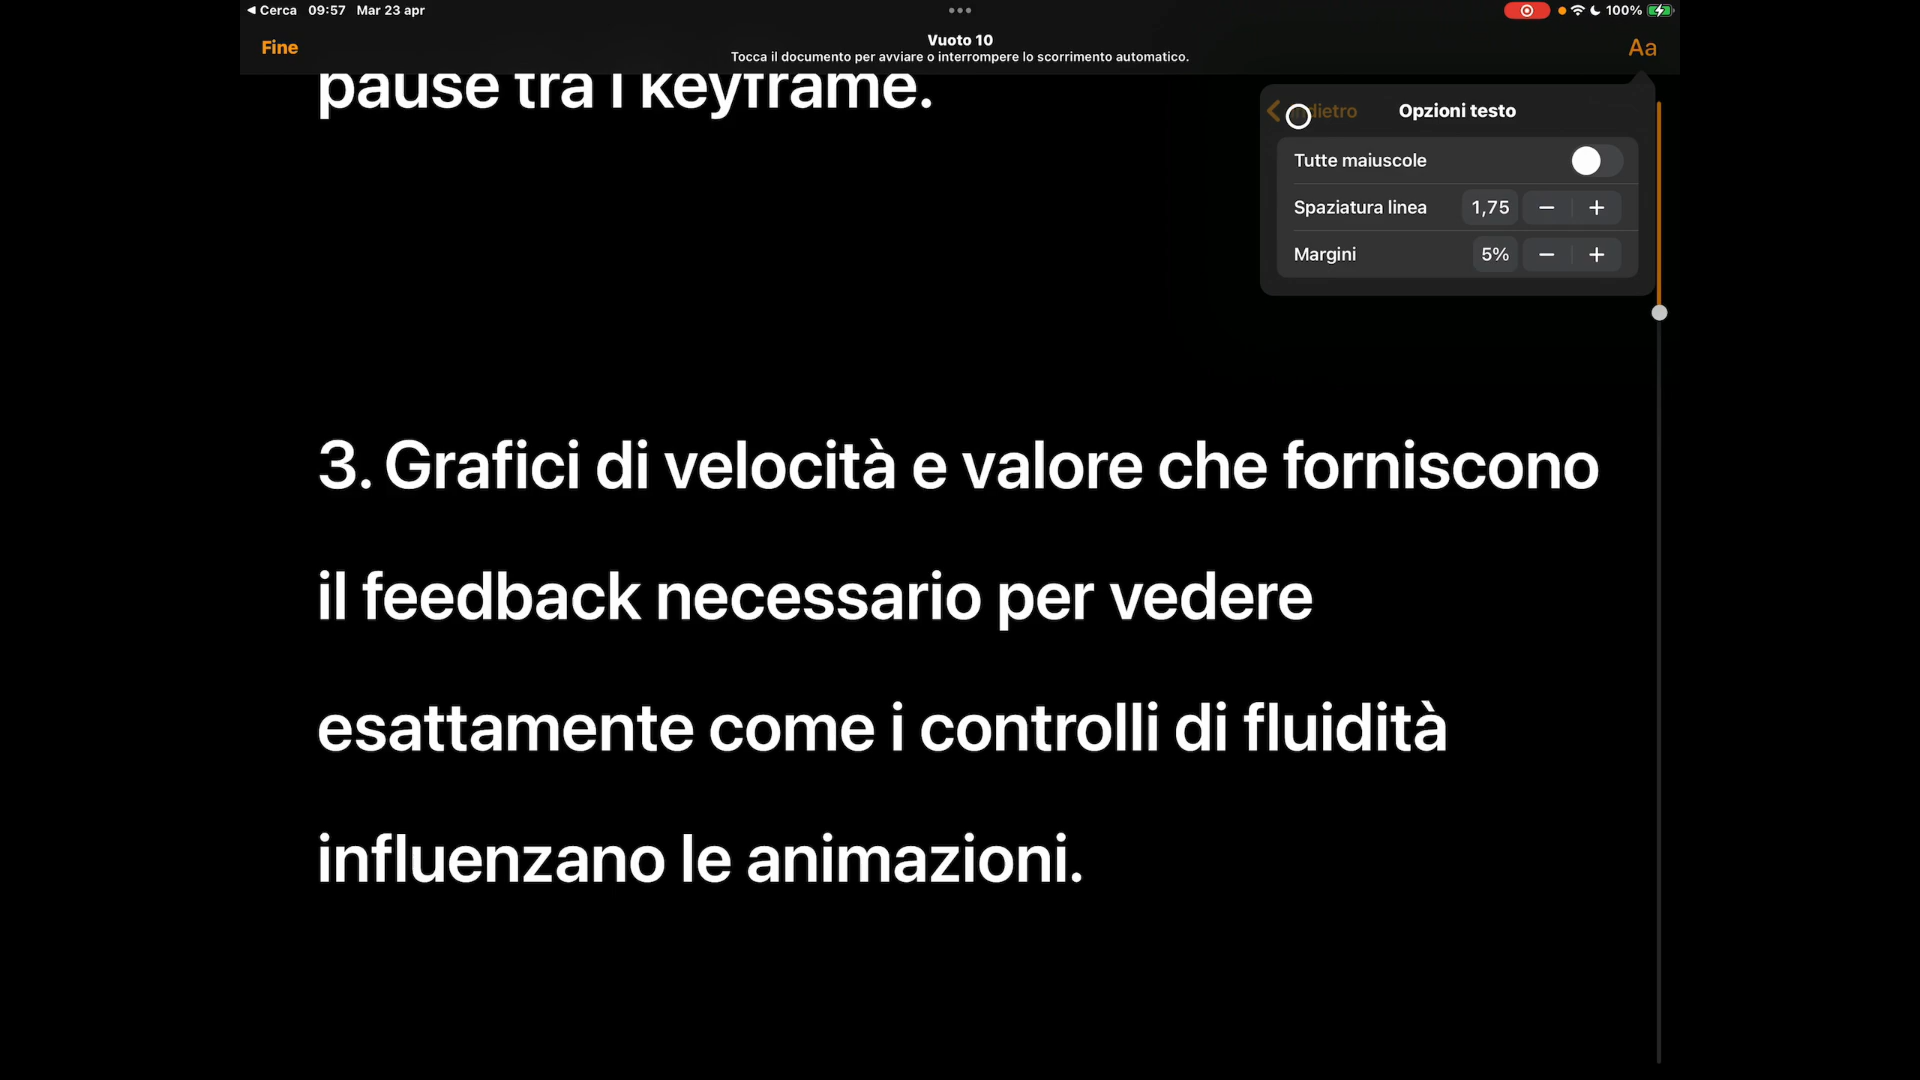 ◀ Cerca 09:57 Mar 23 apr
100%
Fine
Vuoto 10
Aa
Tocca il documento per avviare o interrompere lo scorrimento automatico.
pause tra i keyframe.
Indietro
Opzioni testo
Tutte maiuscole
Spaziatura linea 1,75 − +
Margini 5% − +
3. Grafici di velocità e valore che forniscono
il feedback necessario per vedere
esattamente come i controlli di fluidità
influenzano le animazioni.